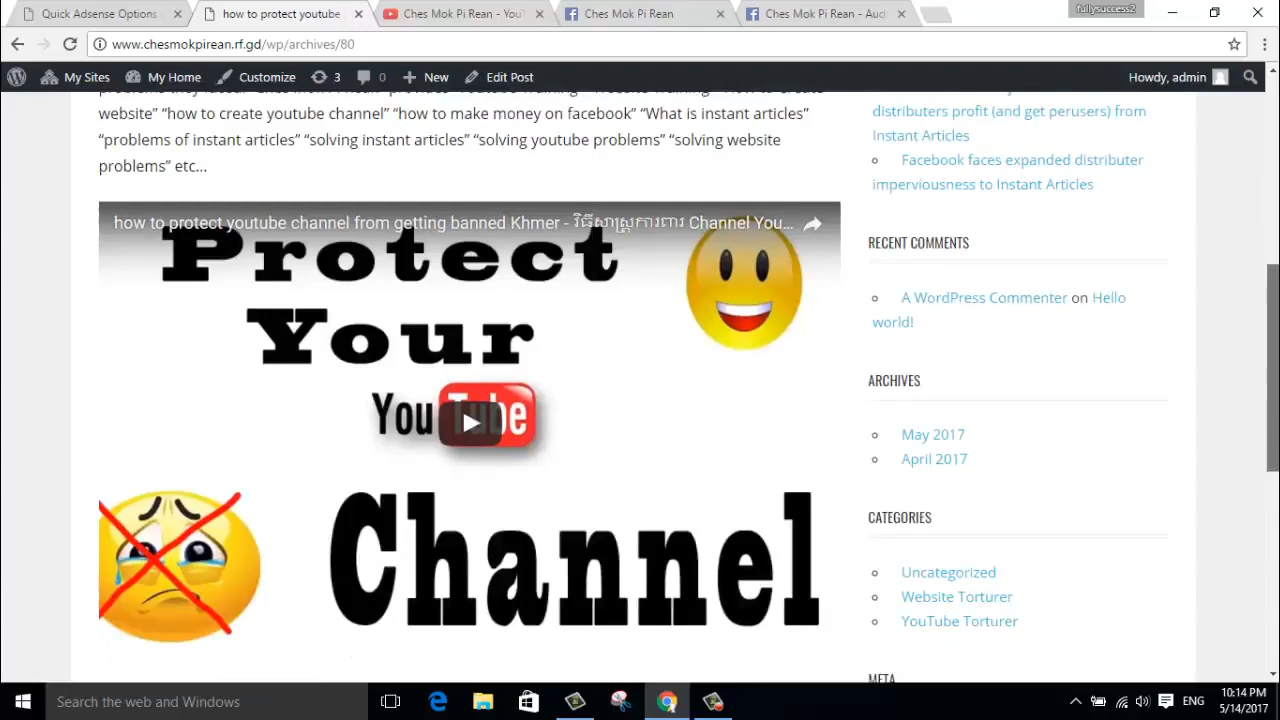 Quick Adsense Options
how to protect youtube
Ches Mok Pi Rean - YouT
Ches Mok Pi Rean
Ches Mok Pi Rean - Aud
fullysuccess2
www.chesmokpirean.rf.gd/wp/archives/80
My Sites
My Home
Customize
3
0
New
Edit Post
Howdy, admin
website” “how to create youtube channel” “how to make money on facebook” “What is instant articles”
“problems of instant articles” “solving instant articles” “solving youtube problems” “solving website
problems” etc…
how to protect youtube channel from getting banned Khmer - វិធីសាស្ត្រការពារ Channel You...
Protect
Your
YouTube
Channel
distributers profit (and get perusers) from
Instant Articles
Facebook faces expanded distributer
imperviousness to Instant Articles
RECENT COMMENTS
A WordPress Commenter on Hello
world!
ARCHIVES
May 2017
April 2017
CATEGORIES
Uncategorized
Website Torturer
YouTube Torturer
META
Search the web and Windows
ENG
10:14 PM
5/14/2017